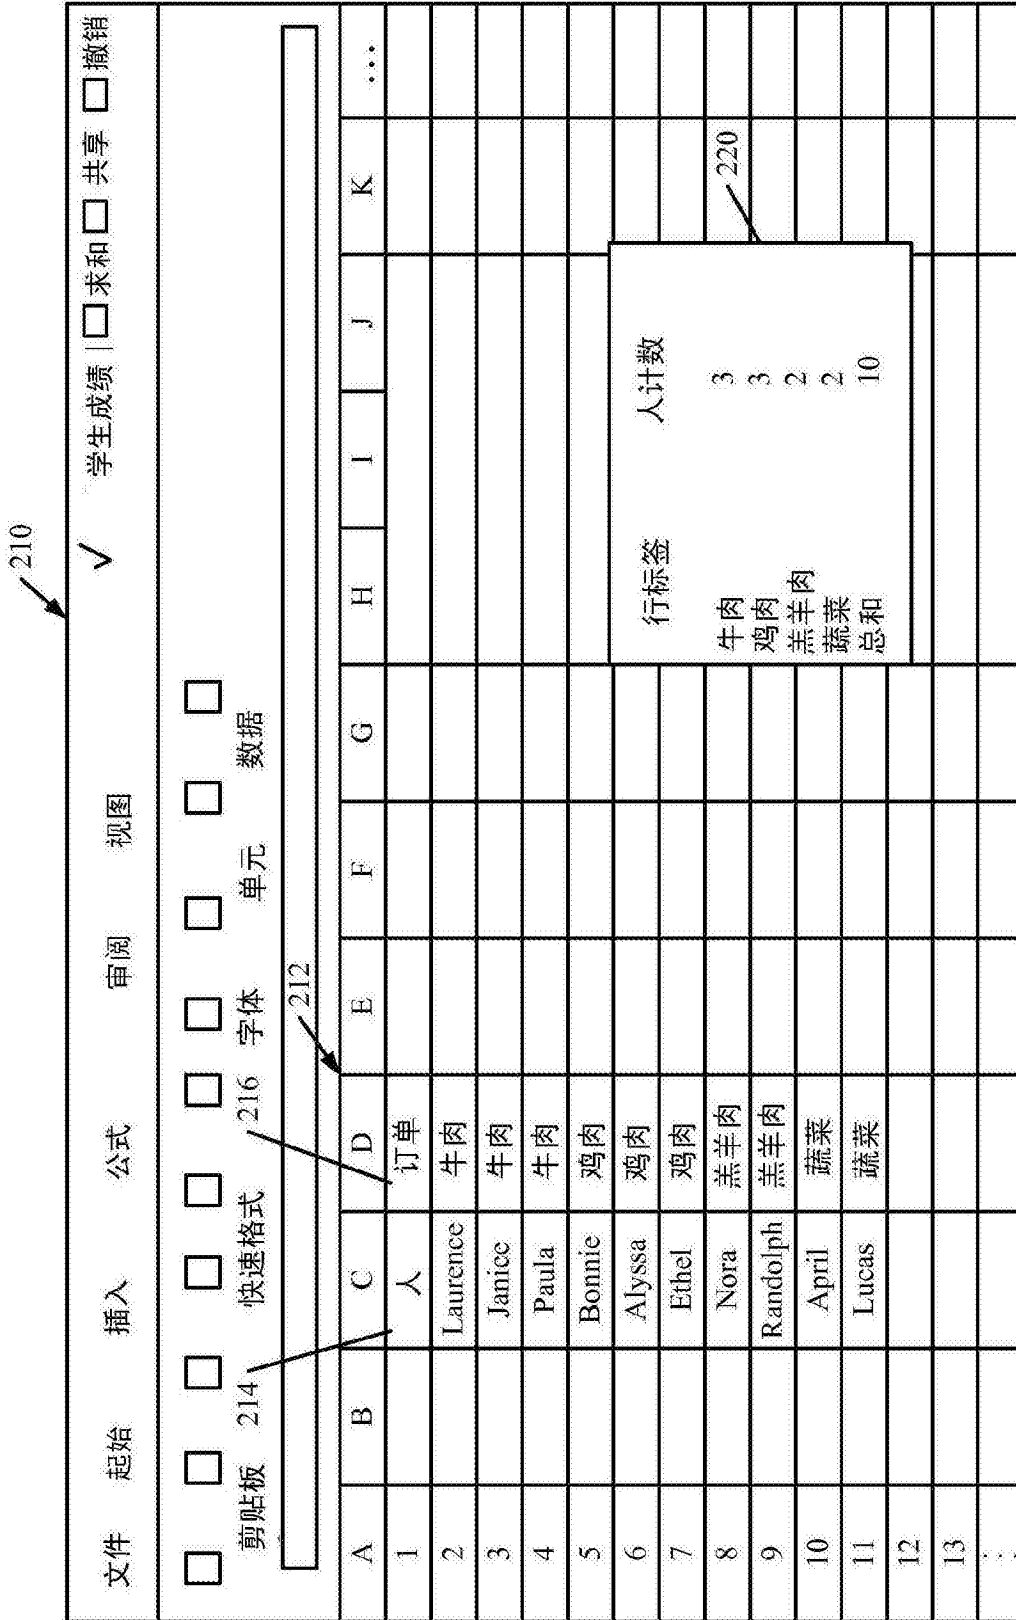 210
✓ 学生成绩 | 求和 共享 撤销
文件 起始 插入 公式 审阅 视图
剪贴板 快速格式 字体 单元 数据
214 216 212
A B C D E F G H I J K ...
1 人 订单
2 Laurence 牛肉
3 Janice 牛肉
4 Paula 牛肉
5 Bonnie 鸡肉
6 Alyssa 鸡肉
7 Ethel 鸡肉
8 Nora 羔羊肉
9 Randolph 羔羊肉
10 April 蔬菜
11 Lucas 蔬菜
12
13
220
行标签 人计数
牛肉 3
鸡肉 3
羔羊肉 2
蔬菜 2
总和 10